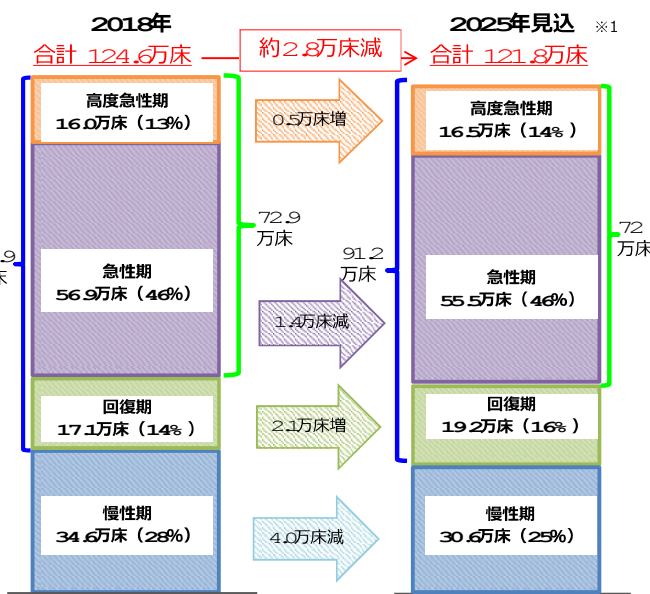 2018年
合計 124.6万床
約2.8万床減
2025年見込 ※1
合計 121.8万床
高度急性期
16.0万床（13%）
急性期
56.9万床（46%）
回復期
17.1万床（14% ）
慢性期
34.6万床（28%）
.9
床
72.9
万床
0.5万床増
1.4万床減
2.1万床増
4.0万床減
91.2
万床
高度急性期
16.5万床（14% ）
急性期
55.5万床（46%）
回復期
19.2万床（16% ）
慢性期
30.6万床（25%）
72
万床